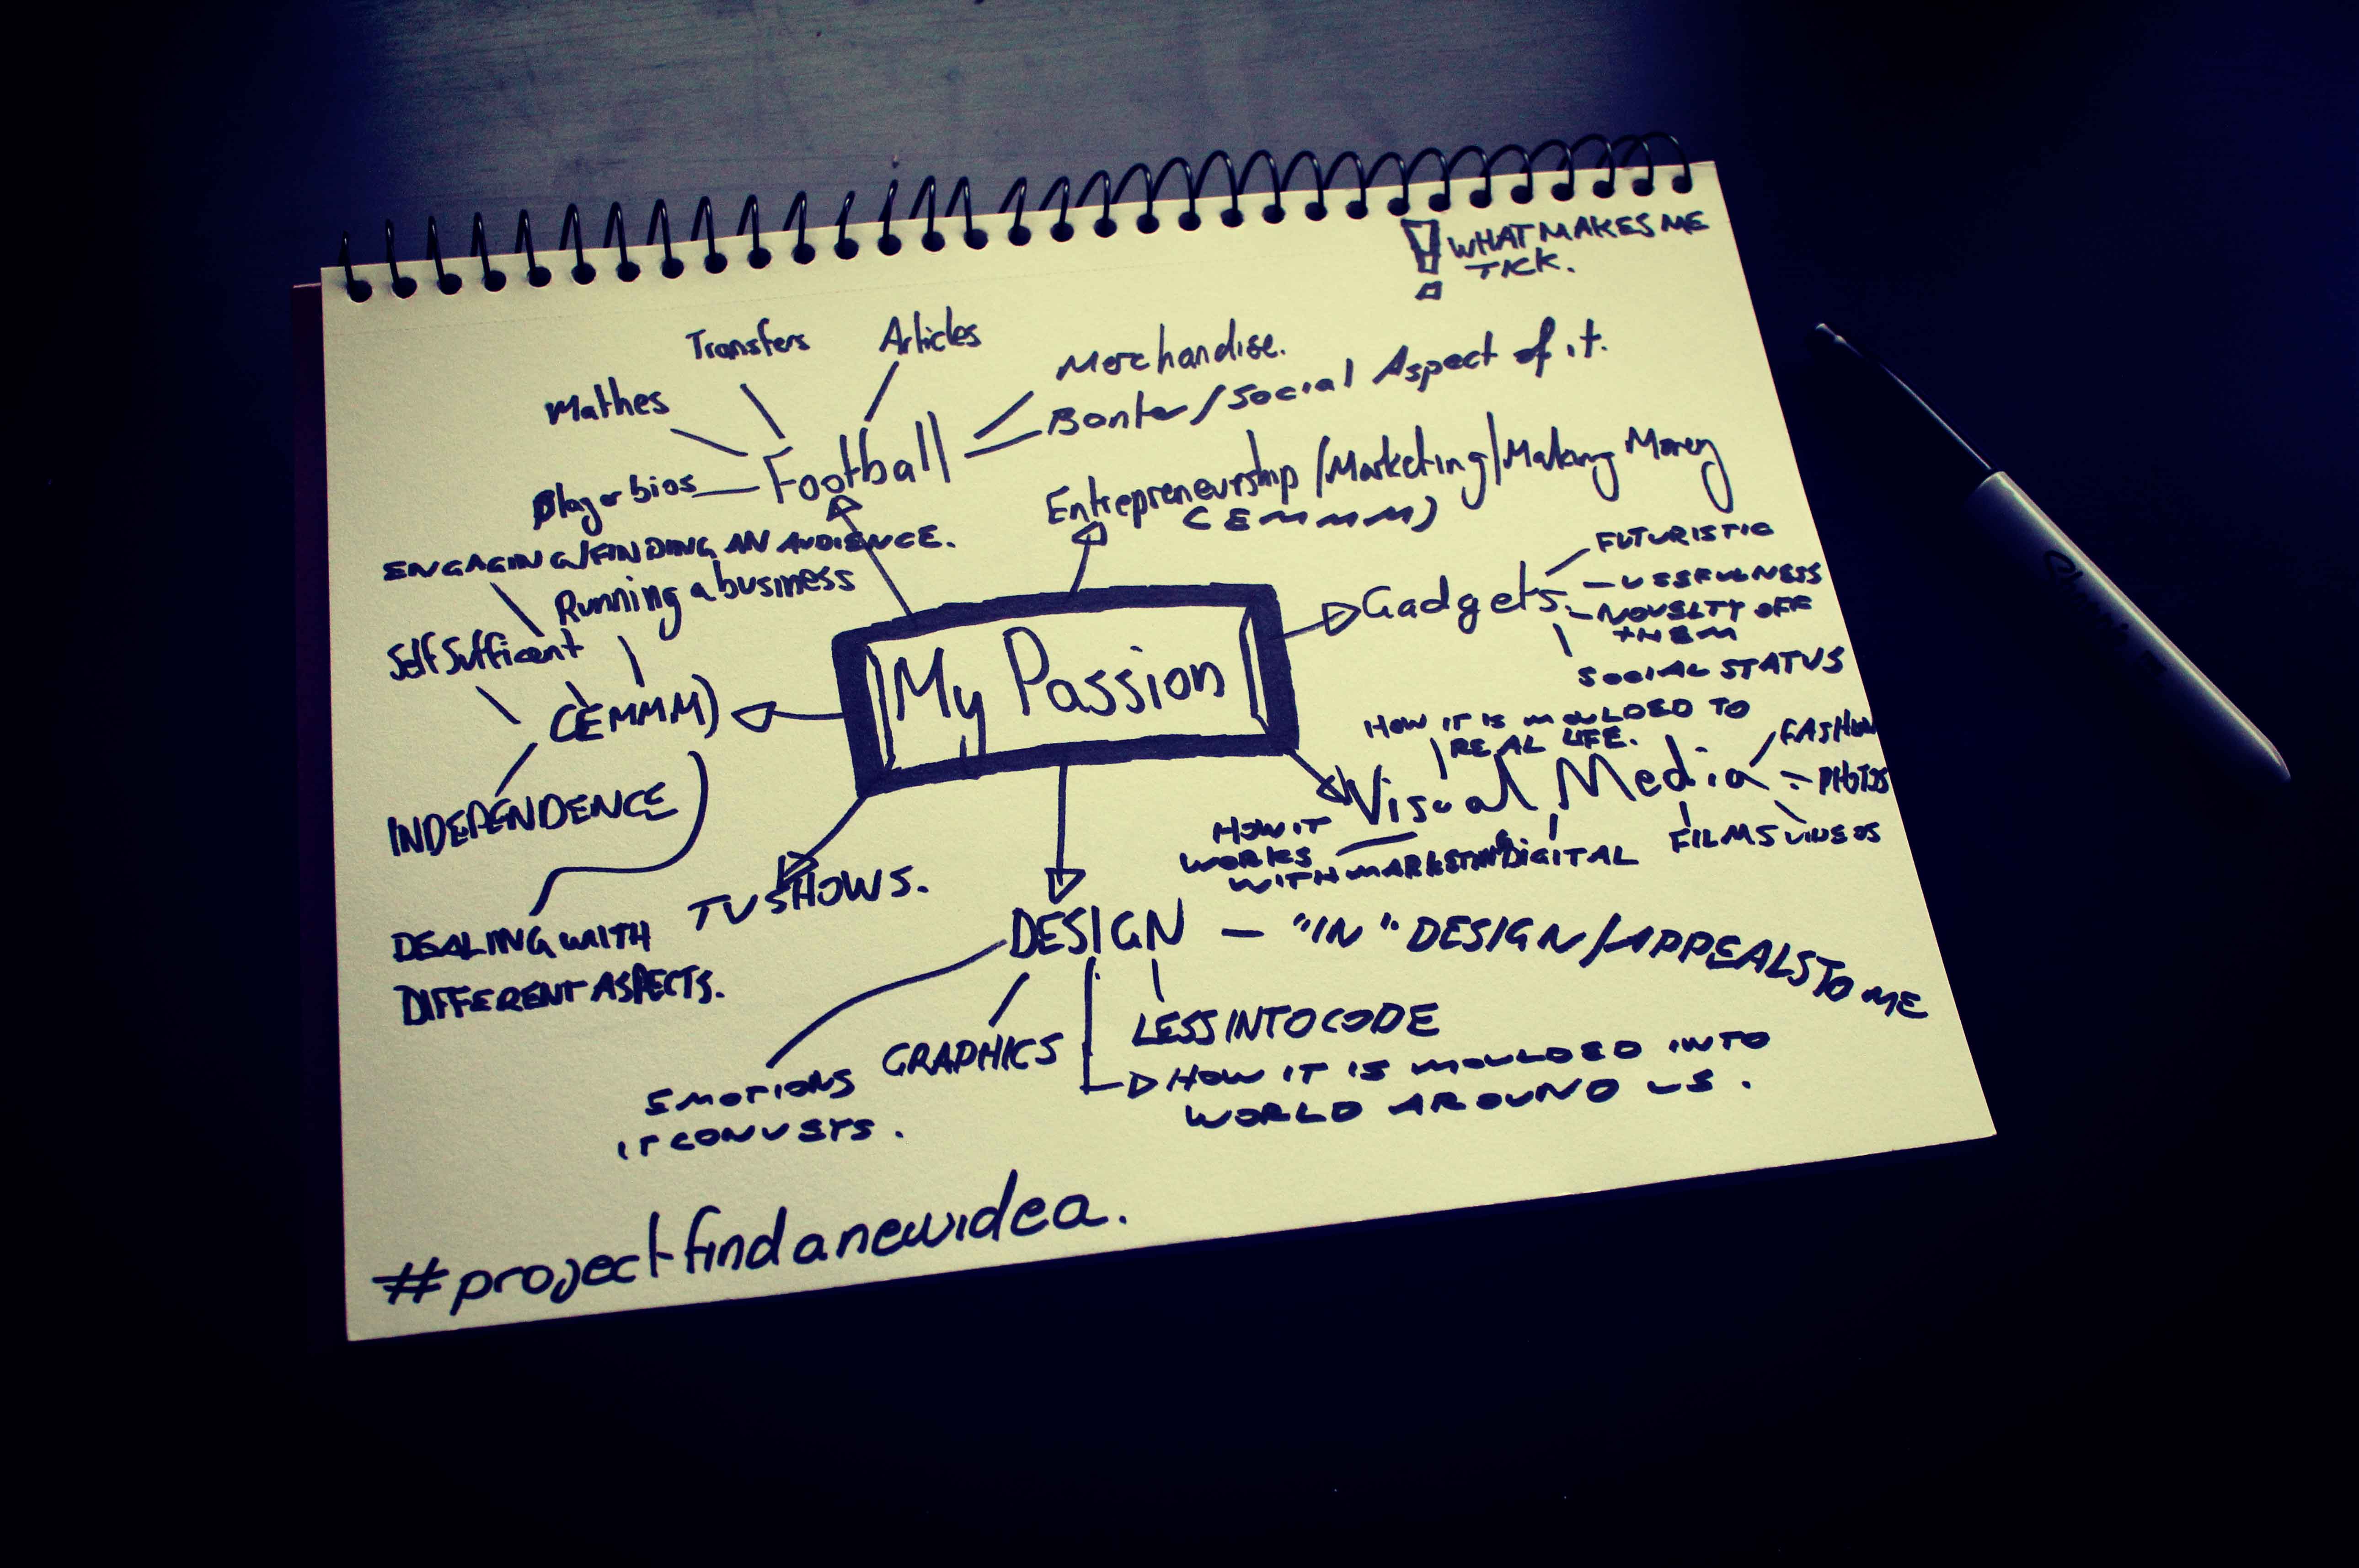 ! WHAT MAKES ME
TICK.
Transfers
Articles
Mathes
Merchandise.
Banter/Social Aspect of it.
Football
Player bios
Entrepreneurship/Marketing/Making Money
(EMMM)
ENGAGING/FINDING AN AUDIENCE.
Running a business
Self Sufficent
(EMMM)
INDEPENDENCE
DEALING WITH
DIFFERENT ASPECTS.
My Passion
Gadgets
FUTURISTIC
USEFULNESS
NOVELTY OFF
THEM
SOCIAL STATUS
HOW IT IS MOULDED TO
REAL LIFE.
Visual Media
FASHION
PHOTOS
VIDEOS
FILMS
DIGITAL
HOW IT
WORKS
WITH MARKETING
TV SHOWS.
DESIGN - "IN" DESIGN/APPEALS TO ME
LESS INTO CODE
HOW IT IS MOULDED INTO
WORLD AROUND US.
GRAPHICS
EMOTIONS
IT CONVEYS.
#projectfindanewidea.